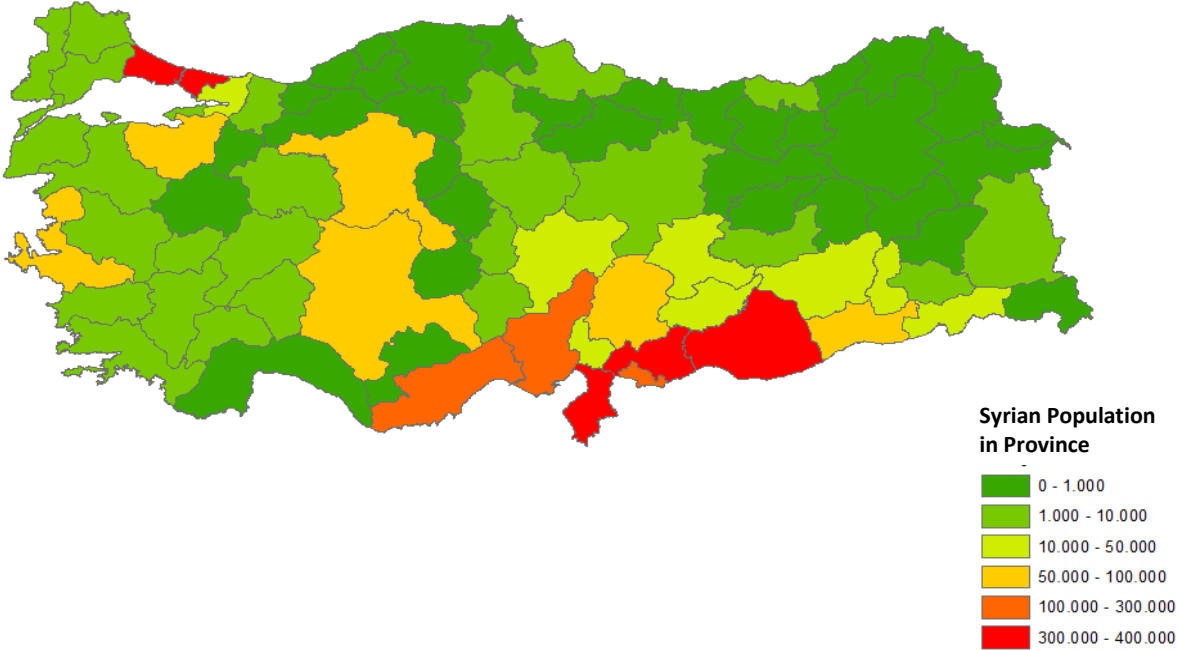 Syrian Population
in Province
0 - 1.000
1.000 - 10.000
10.000 - 50.000
50.000 - 100.000
100.000 - 300.000
300.000 - 400.000